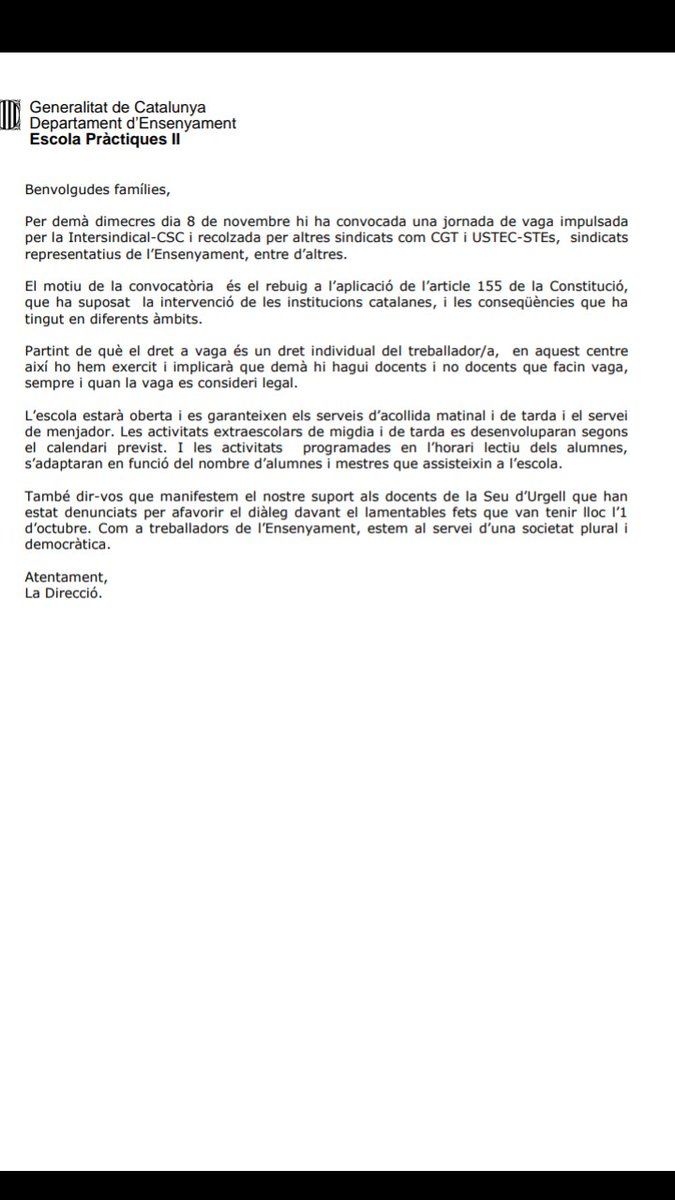 Generalitat de Catalunya
Departament d’Ensenyament
Escola Pràctiques II
Benvolgudes famílies,
Per demà dimecres dia 8 de novembre hi ha convocada una jornada de vaga impulsada
per la Intersindical-CSC i recolzada per altres sindicats com CGT i USTEC-STEs, sindicats
representatius de l’Ensenyament, entre d’altres.
El motiu de la convocatòria és el rebuig a l’aplicació de l’article 155 de la Constitució,
que ha suposat la intervenció de les institucions catalanes, i les conseqüències que ha
tingut en diferents àmbits.
Partint de què el dret a vaga és un dret individual del treballador/a, en aquest centre
així ho hem exercit i implicarà que demà hi hagui docents i no docents que facin vaga,
sempre i quan la vaga es consideri legal.
L’escola estarà oberta i es garanteixen els serveis d’acollida matinal i de tarda i el servei
de menjador. Les activitats extraescolars de migdia i de tarda es desenvoluparan segons
el calendari previst. I les activitats programades en l’horari lectiu dels alumnes,
s’adaptaran en funció del nombre d’alumnes i mestres que assisteixin a l’escola.
També dir-vos que manifestem el nostre suport als docents de la Seu d’Urgell que han
estat denunciats per afavorir el diàleg davant el lamentables fets que van tenir lloc l’1
d’octubre. Com a treballadors de l’Ensenyament, estem al servei d’una societat plural i
democràtica.
Atentament,
La Direcció.